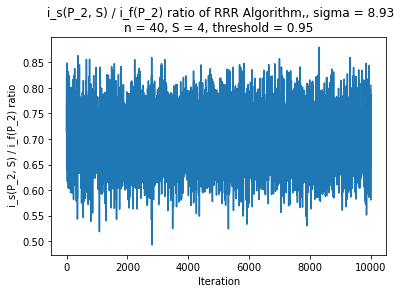 i_s(P_2, S) / i_f(P_2) ratio of RRR Algorithm,, sigma = 8.93
n = 40, S = 4, threshold = 0.95
i_s(P_2, S) / i_f(P_2) ratio
0.85
0.80
0.75
0.70
0.65
0.60
0.55
0.50
0 2000 4000 6000 8000 10000
Iteration